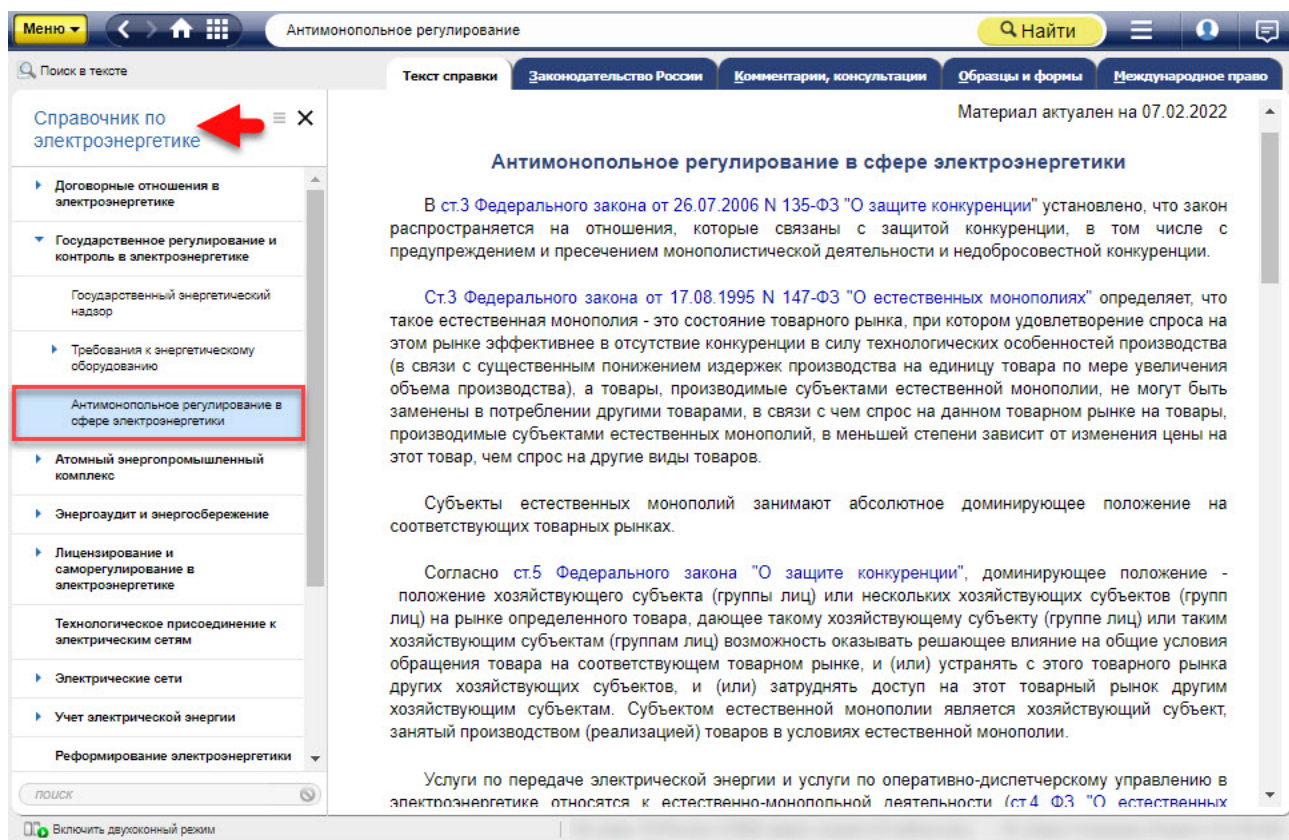 Меню
Антимонопольное регулирование
Найти
Поиск в тексте
Текст справки
Законодательство России
Комментарии, консультации
Образцы и формы
Международное право
Справочник по
электроэнергетике
Договорные отношения в
электроэнергетике
Государственное регулирование и
контроль в электроэнергетике
Государственный энергетический
надзор
Требования к энергетическому
оборудованию
Антимонопольное регулирование в
сфере электроэнергетики
Атомный энергопромышленный
комплекс
Энергоаудит и энергосбережение
Лицензирование и
саморегулирование в
электроэнергетике
Технологическое присоединение к
электрическим сетям
Электрические сети
Учет электрической энергии
Реформирование электроэнергетики
поиск
Включить двухоконный режим
Материал актуален на 07.02.2022
Антимонопольное регулирование в сфере электроэнергетики
В ст.3 Федерального закона от 26.07.2006 N 135-ФЗ "О защите конкуренции" установлено, что закон
распространяется на отношения, которые связаны с защитой конкуренции, в том числе с
предупреждением и пресечением монополистической деятельности и недобросовестной конкуренции.
Ст.3 Федерального закона от 17.08.1995 N 147-ФЗ "О естественных монополиях" определяет, что
такое естественная монополия - это состояние товарного рынка, при котором удовлетворение спроса на
этом рынке эффективнее в отсутствие конкуренции в силу технологических особенностей производства
(в связи с существенным понижением издержек производства на единицу товара по мере увеличения
объема производства), а товары, производимые субъектами естественной монополии, не могут быть
заменены в потреблении другими товарами, в связи с чем спрос на данном товарном рынке на товары,
производимые субъектами естественных монополий, в меньшей степени зависит от изменения цены на
этот товар, чем спрос на другие виды товаров.
Субъекты естественных монополий занимают абсолютное доминирующее положение на
соответствующих товарных рынках.
Согласно ст.5 Федерального закона "О защите конкуренции", доминирующее положение -
положение хозяйствующего субъекта (группы лиц) или нескольких хозяйствующих субъектов (групп
лиц) на рынке определенного товара, дающее такому хозяйствующему субъекту (группе лиц) или таким
хозяйствующим субъектам (группам лиц) возможность оказывать решающее влияние на общие условия
обращения товара на соответствующем товарном рынке, и (или) устранять с этого товарного рынка
других хозяйствующих субъектов, и (или) затруднять доступ на этот товарный рынок другим
хозяйствующим субъектам. Субъектом естественной монополии является хозяйствующий субъект,
занятый производством (реализацией) товаров в условиях естественной монополии.
Услуги по передаче электрической энергии и услуги по оперативно-диспетчерскому управлению в
электроэнергетике относятся к естественно-монопольной деятельности (ст.4 ФЗ "О естественных